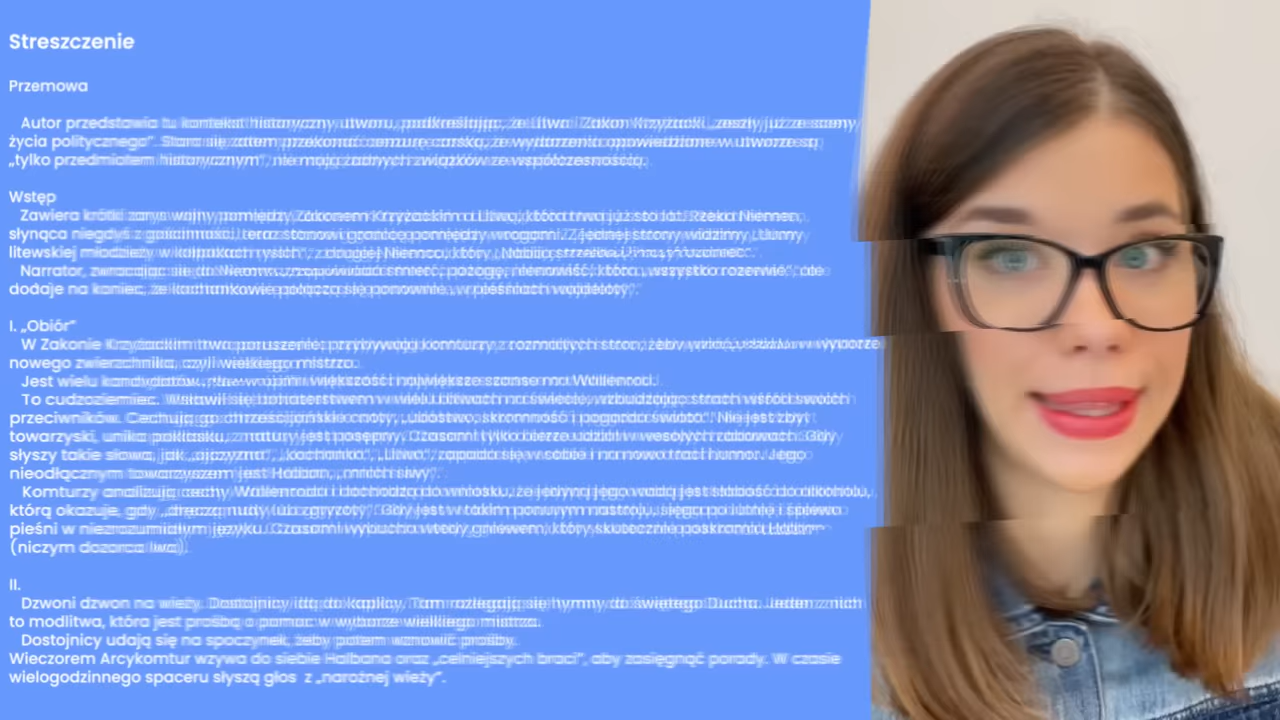 Streszczenie
Przemowa
Autor przedstawia tu kontekst historyczny utworu, podkreślając, że Litwa i Zakon Krzyżacki „zeszły już ze sceny
życia politycznego”. Stara się zatem przekonać cenzurę carską, że wydarzenia opowiedziane w utworze są
„tylko przedmiotem historycznym”, nie mają żadnych związków ze współczesnością.
Wstęp
Zawiera krótki zarys wojny pomiędzy Zakonem Krzyżackim a Litwą, która trwa już sto lat. Rzeka Niemen,
słynąca niegdyś z gościnności, teraz stanowi granicę pomiędzy wrogami. Z jednej strony widzimy „tłumy
litewskiej młodzieży w kołpakach rysich”, z drugiej Niemca, który
Narrator, zwracając się do Niemna, zapowiada śmierć, pożogę, nienawiść, która „wszystko rozerwie”, ale
dodaje na koniec, że kochankowie połączą się ponownie „w pieśniach wajdeloty”.
I. „Obiór”
W Zakonie Krzyżackim trwa poruszenie; przybywają komturzy z rozmaitych stron, żeby wziąć w wyborze
nowego zwierzchnika, czyli wielkiego mistrza.
Jest wielu kandydatów, w opinii większości największe szanse ma Wallenrod.
To cudzoziemiec. Wsławił się bohaterstwem w wielu bitwach na świecie, wzbudzając strach wśród swoich
przeciwników. Cechują go chrześcijańskie cnoty, „ubóstwo, skromność i pogarda świata”. Nie jest zbyt
towarzyski, unika poklasku, z natury jest posępny. Czasami tylko bierze udział w wesołych zabawach. Gdy
słyszy takie słowa, jak „ojczyzna”, „kochanka”, „Litwa”, zapada się w sobie i na nowo traci humor. Jego
nieodłącznym towarzyszem jest Halban, „mnich siwy”.
Komturzy analizują cechy Wallenroda i dochodzą do wniosku, że jedyną jego wadą jest słabość do alkoholu,
którą okazuje, gdy „dręczą nudy lub zgryzoty”. Gdy jest w takim ponurym nastroju, sięga po lutnię i śpiewa
pieśni w niezrozumiałym języku. Czasami wybucha wtedy gniewem, który skutecznie poskramia Halban
(niczym dozorca lwa).
II.
Dzwoni dzwon na wieży. Dostojnicy idą do kaplicy. Tam rozlegają się hymny do świętego Ducha. Jeden z nich
to modlitwa, która jest prośbą o pomoc w wyborze wielkiego mistrza.
Dostojnicy udają się na spoczynek, żeby potem wznowić prośby.
Wieczorem Arcykomtur wzywa do siebie Halbana oraz „celniejszych braci”, aby zasięgnąć porady. W czasie
wielogodzinnego spaceru słyszą głos z „narożnej wieży”.